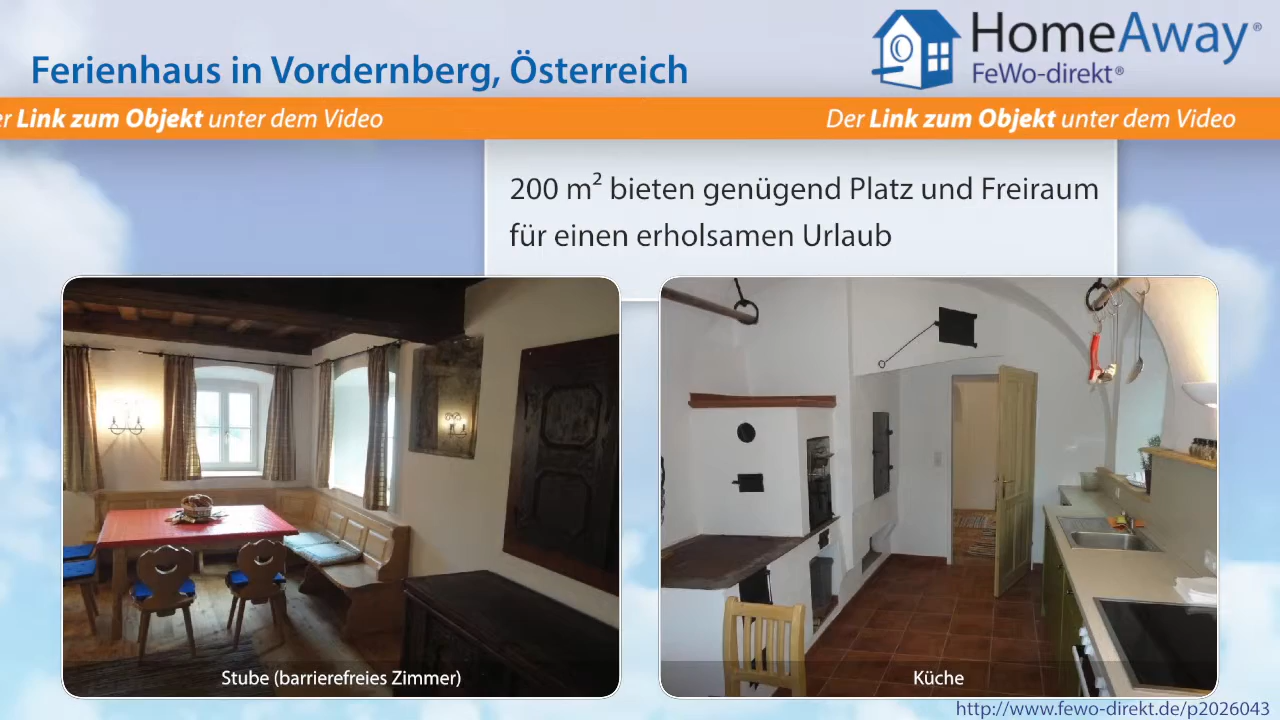 HomeAway®
FeWo-direkt®
Ferienhaus in Vordernberg, Österreich
er Link zum Objekt unter dem Video
Der Link zum Objekt unter dem Video
200 m² bieten genügend Platz und Freiraum
für einen erholsamen Urlaub
Stube (barrierefreies Zimmer)
Küche
http://www.fewo-direkt.de/p2026043